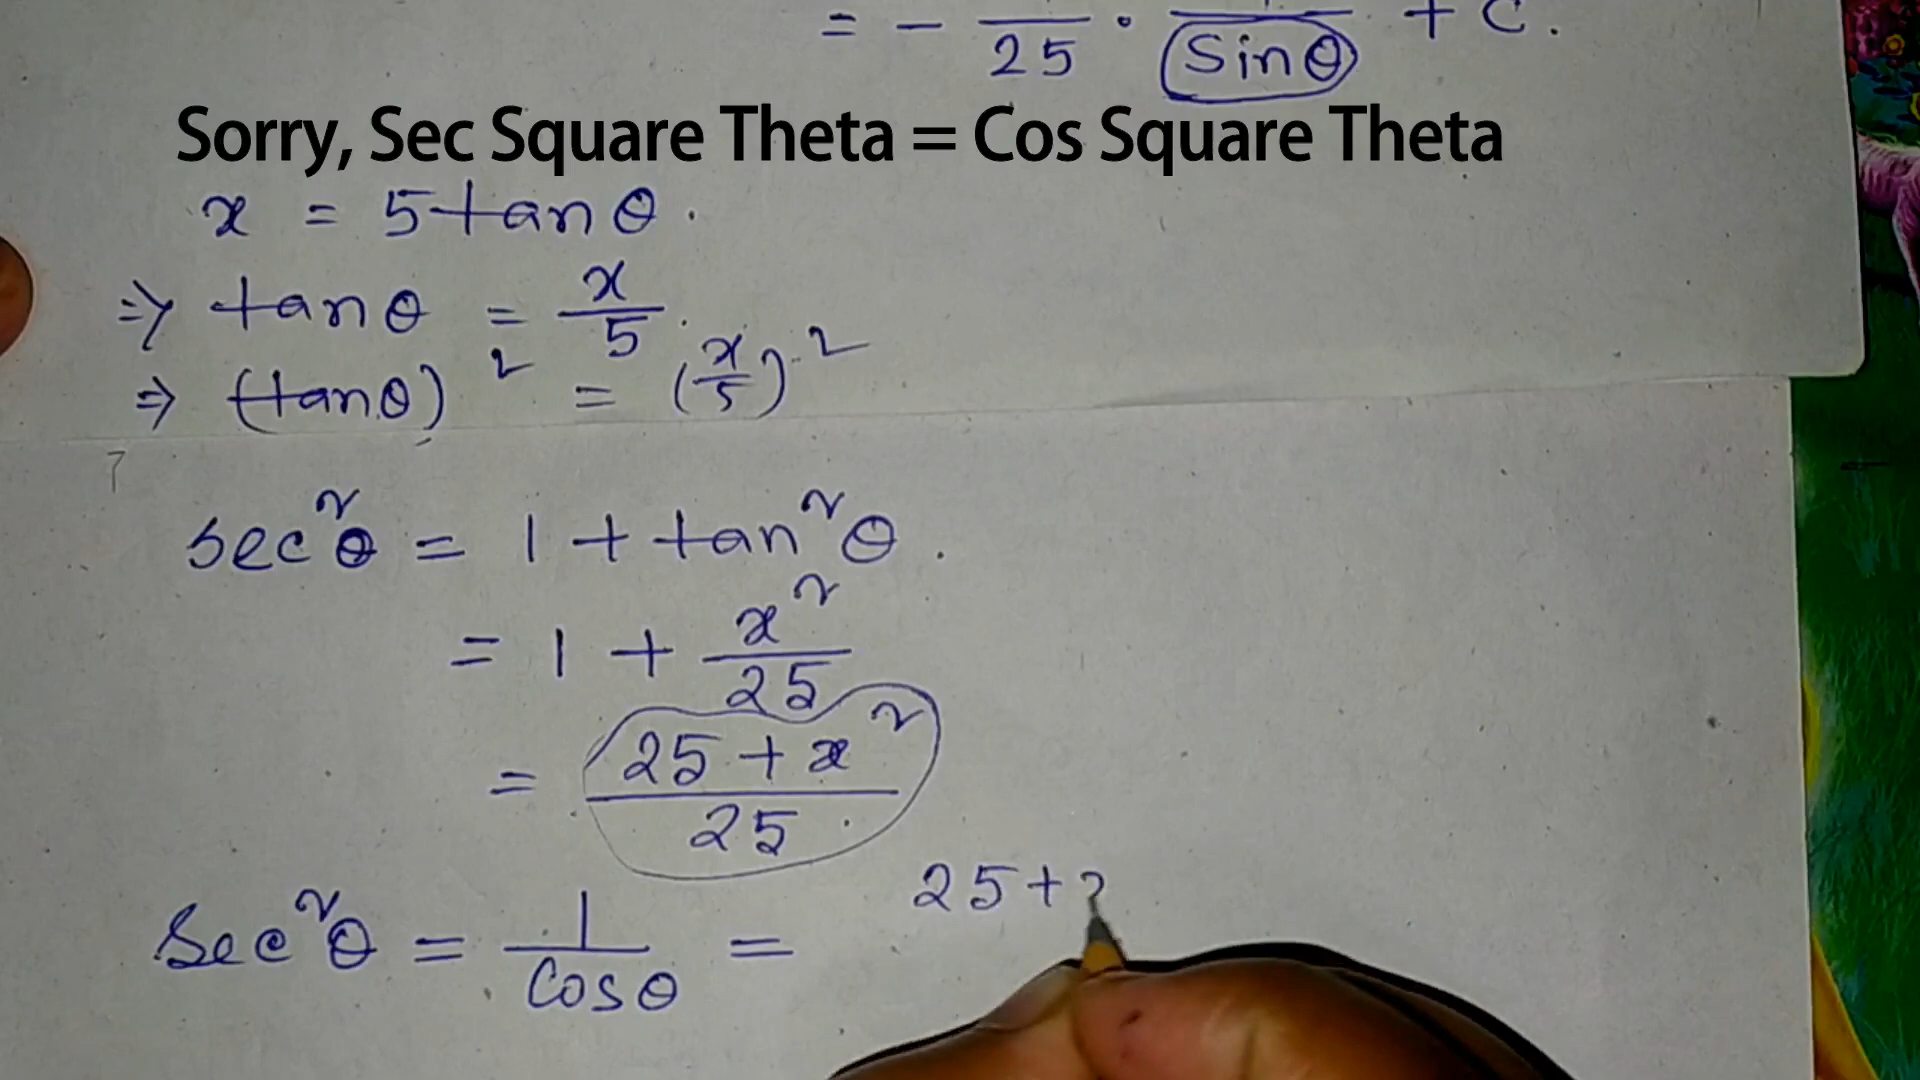 = - ‾25 · ‾Sinθ + C.
Sorry, Sec Square Theta = Cos Square Theta
x = 5tanθ.
⇒ tanθ = x/5.
⇒ (tanθ)² = (x/5)²
sec²θ = 1 + tan²θ.
= 1 + x²/25
= (25 + x²)/25
Sec²θ = 1/Cosθ = 25+